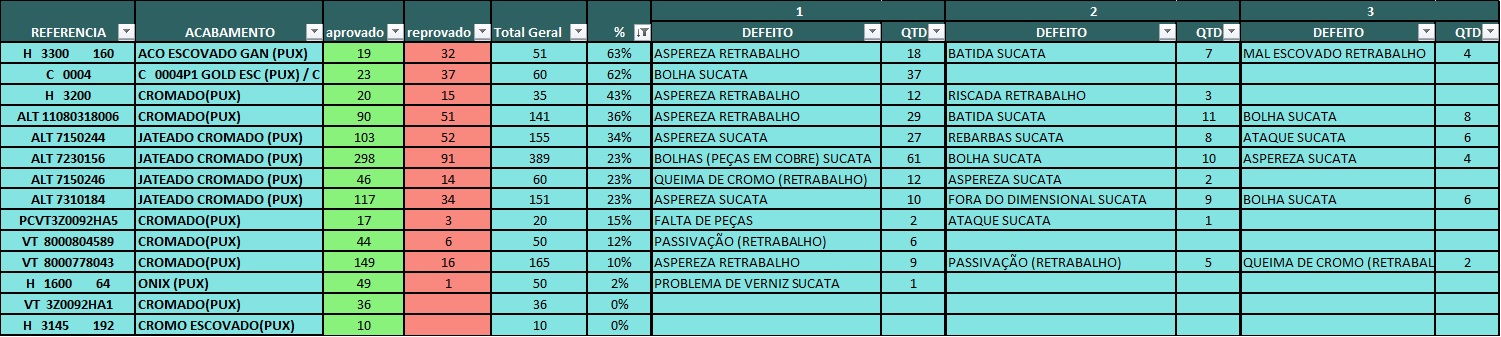 1 2 3
REFERENCIA ACABAMENTO aprovado reprovado Total Geral % DEFEITO QTD DEFEITO QTD DEFEITO QTD
H 3300 160 ACO ESCOVADO GAN (PUX) 19 32 51 63% ASPEREZA RETRABALHO 18 BATIDA SUCATA 7 MAL ESCOVADO RETRABALHO 4
C 0004 C 0004P1 GOLD ESC (PUX) / C 23 37 60 62% BOLHA SUCATA 37
H 3200 CROMADO(PUX) 20 15 35 43% ASPEREZA RETRABALHO 12 RISCADA RETRABALHO 3
ALT 11080318006 CROMADO(PUX) 90 51 141 36% ASPEREZA RETRABALHO 29 BATIDA SUCATA 11 BOLHA SUCATA 8
ALT 7150244 JATEADO CROMADO (PUX) 103 52 155 34% ASPEREZA SUCATA 27 REBARBAS SUCATA 8 ATAQUE SUCATA 6
ALT 7230156 JATEADO CROMADO (PUX) 298 91 389 23% BOLHAS (PEÇAS EM COBRE) SUCATA 61 BOLHA SUCATA 10 ASPEREZA SUCATA 4
ALT 7150246 JATEADO CROMADO (PUX) 46 14 60 23% QUEIMA DE CROMO (RETRABALHO) 12 ASPEREZA SUCATA 2
ALT 7310184 JATEADO CROMADO (PUX) 117 34 151 23% ASPEREZA SUCATA 10 FORA DO DIMENSIONAL SUCATA 9 BOLHA SUCATA 6
PCVT3Z0092HA5 CROMADO(PUX) 17 3 20 15% FALTA DE PEÇAS 2 ATAQUE SUCATA 1
VT 8000804589 CROMADO(PUX) 44 6 50 12% PASSIVAÇÃO (RETRABALHO) 6
VT 8000778043 CROMADO(PUX) 149 16 165 10% ASPEREZA RETRABALHO 9 PASSIVAÇÃO (RETRABALHO) 5 QUEIMA DE CROMO (RETRABAL 2
H 1600 64 ONIX (PUX) 49 1 50 2% PROBLEMA DE VERNIZ SUCATA 1
VT 3Z0092HA1 CROMADO(PUX) 36 36 0%
H 3145 192 CROMO ESCOVADO(PUX) 10 10 0%